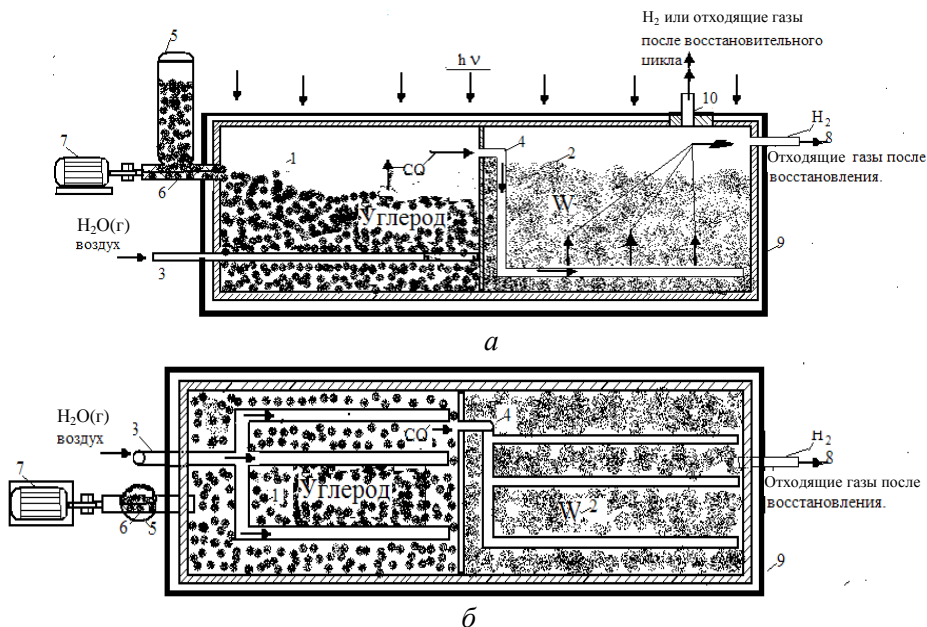 H₂ или отходящие газы
после восстановительного
цикла
5
h ν
10
H₂
8
7
1
4
2
CO
Отходящие газы после
восстановления.
6
Углерод
W
H₂O(г)
воздух
9
3
а
H₂O(г)
воздух
3
4
CO
H₂
8
7
1
Углерод
Отходящие газы после
восстановления.
W
2
6
5
9
б